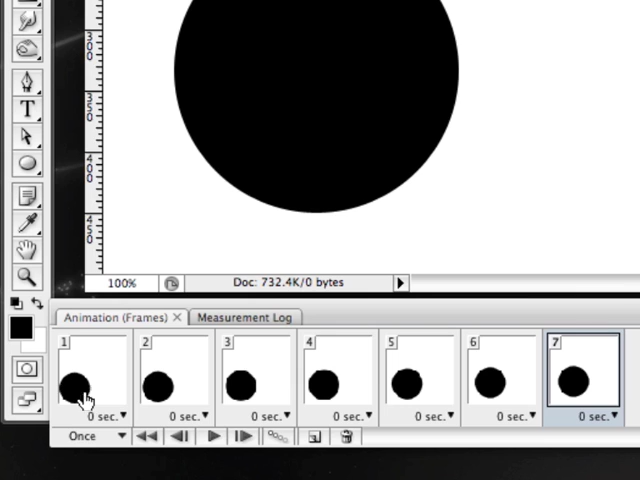 300
350
400
450
T
100%
Doc: 732.4K/0 bytes
Animation (Frames) Measurement Log
1 2 3 4 5 6 7
0 sec. 0 sec. 0 sec. 0 sec. 0 sec. 0 sec. 0 sec.
Once